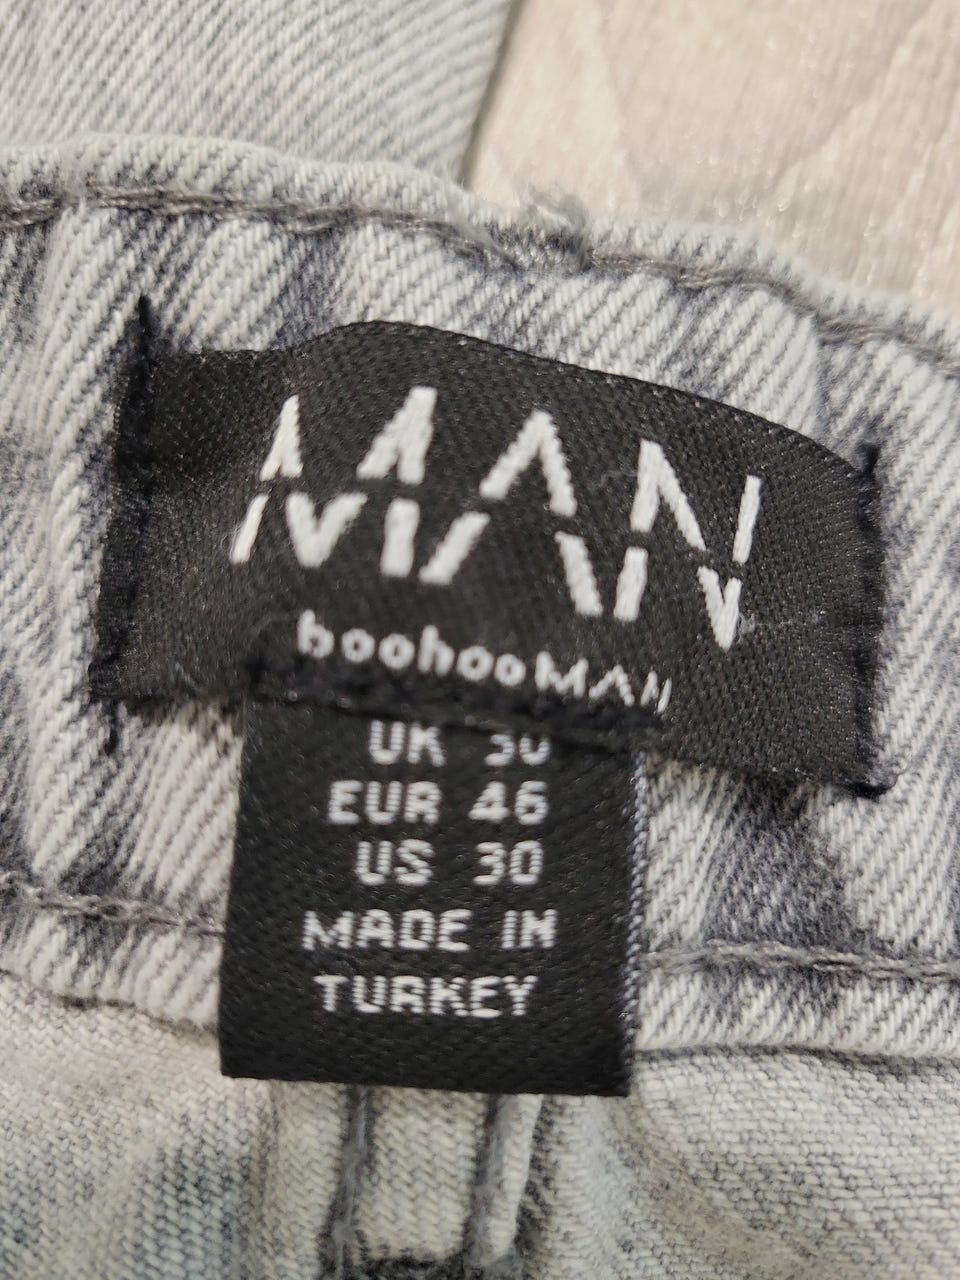 MAN
boohooMAN
UK 30
EUR 46
US 30
MADE IN
TURKEY